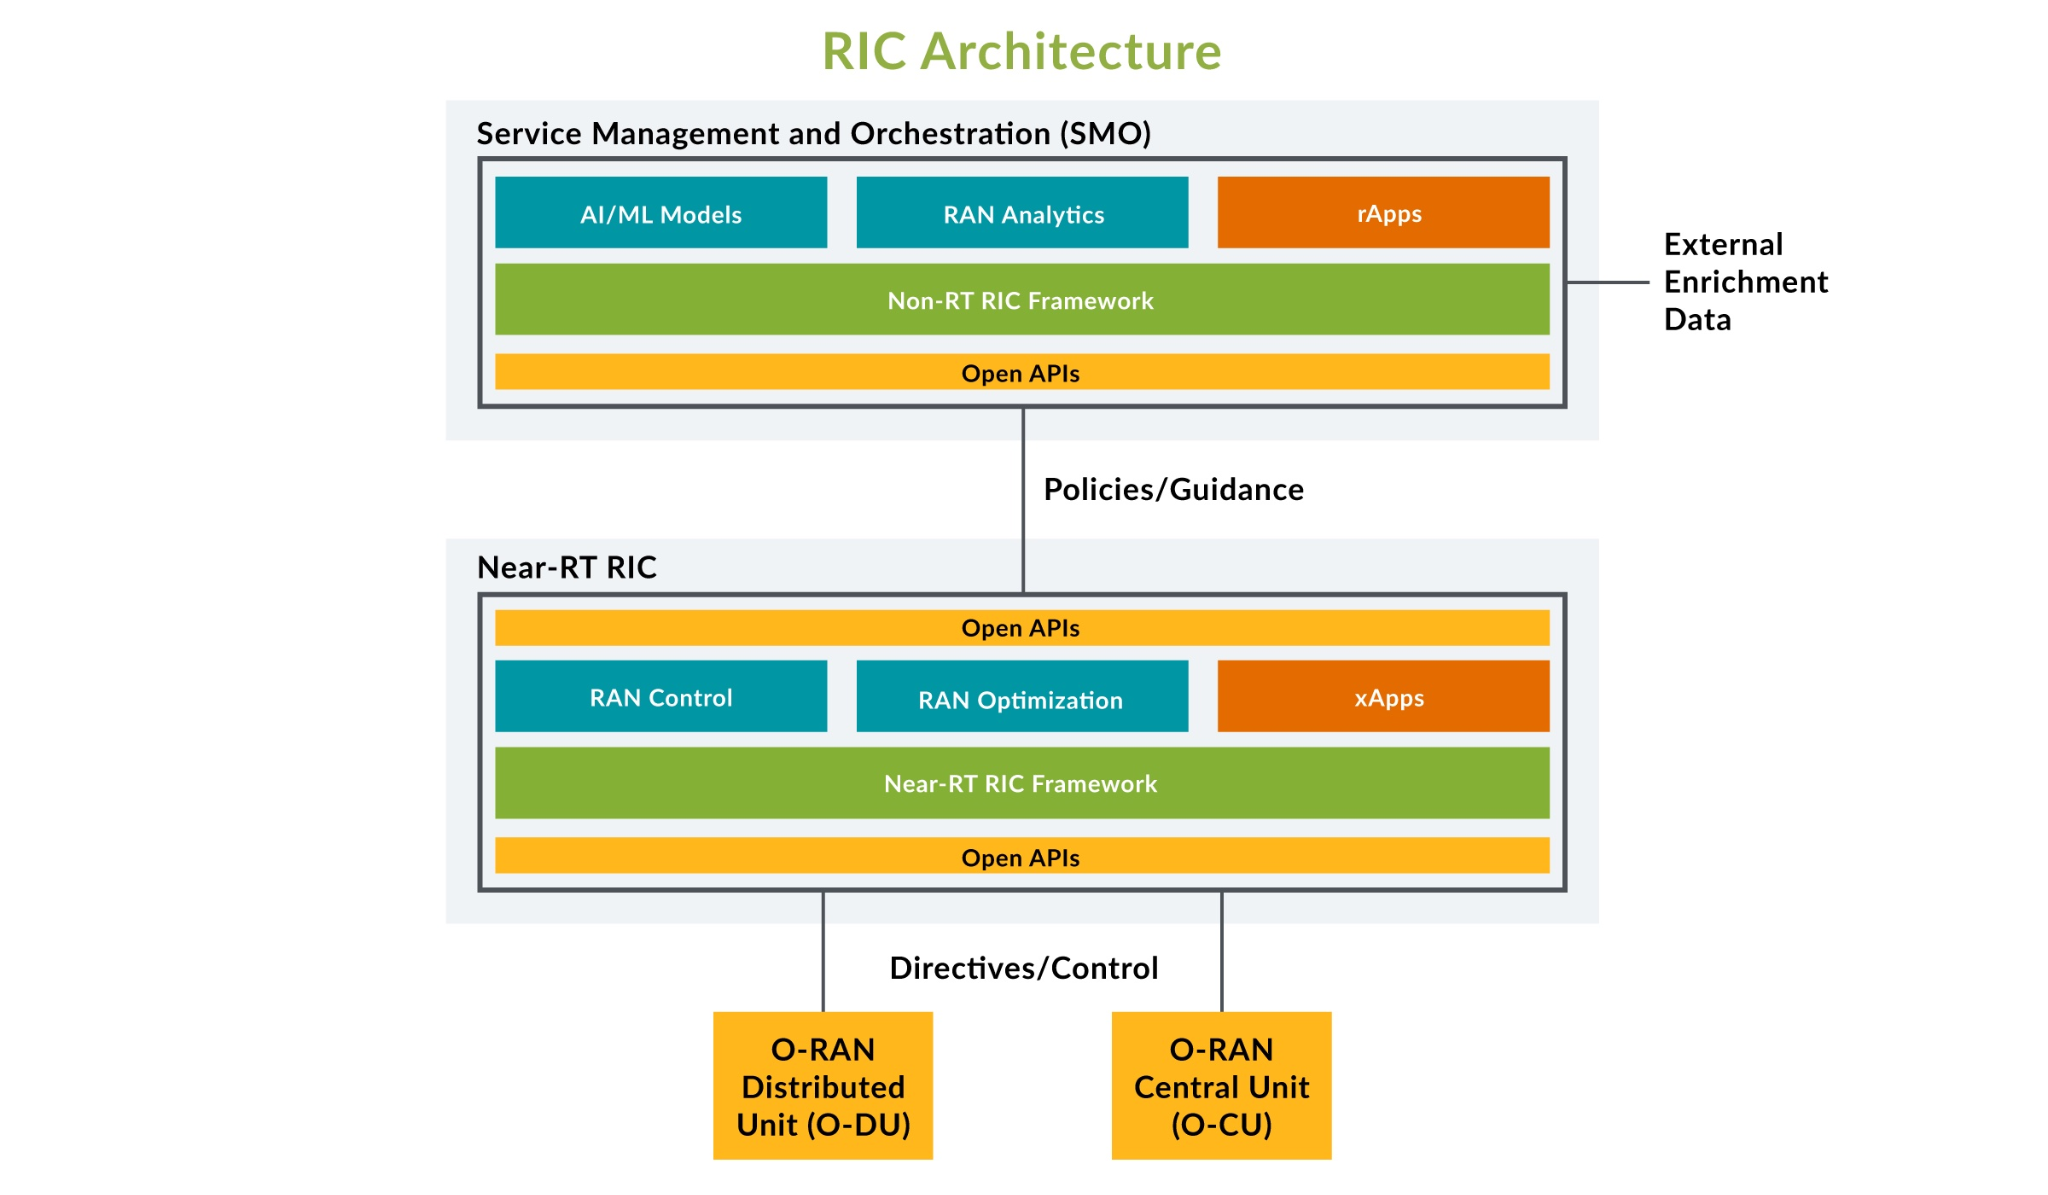 RIC Architecture
Service Management and Orchestration (SMO)
AI/ML Models
RAN Analytics
rApps
Non-RT RIC Framework
Open APIs
External
Enrichment
Data
Policies/Guidance
Near-RT RIC
Open APIs
RAN Control
RAN Optimization
xApps
Near-RT RIC Framework
Open APIs
Directives/Control
O-RAN
Distributed
Unit (O-DU)
O-RAN
Central Unit
(O-CU)